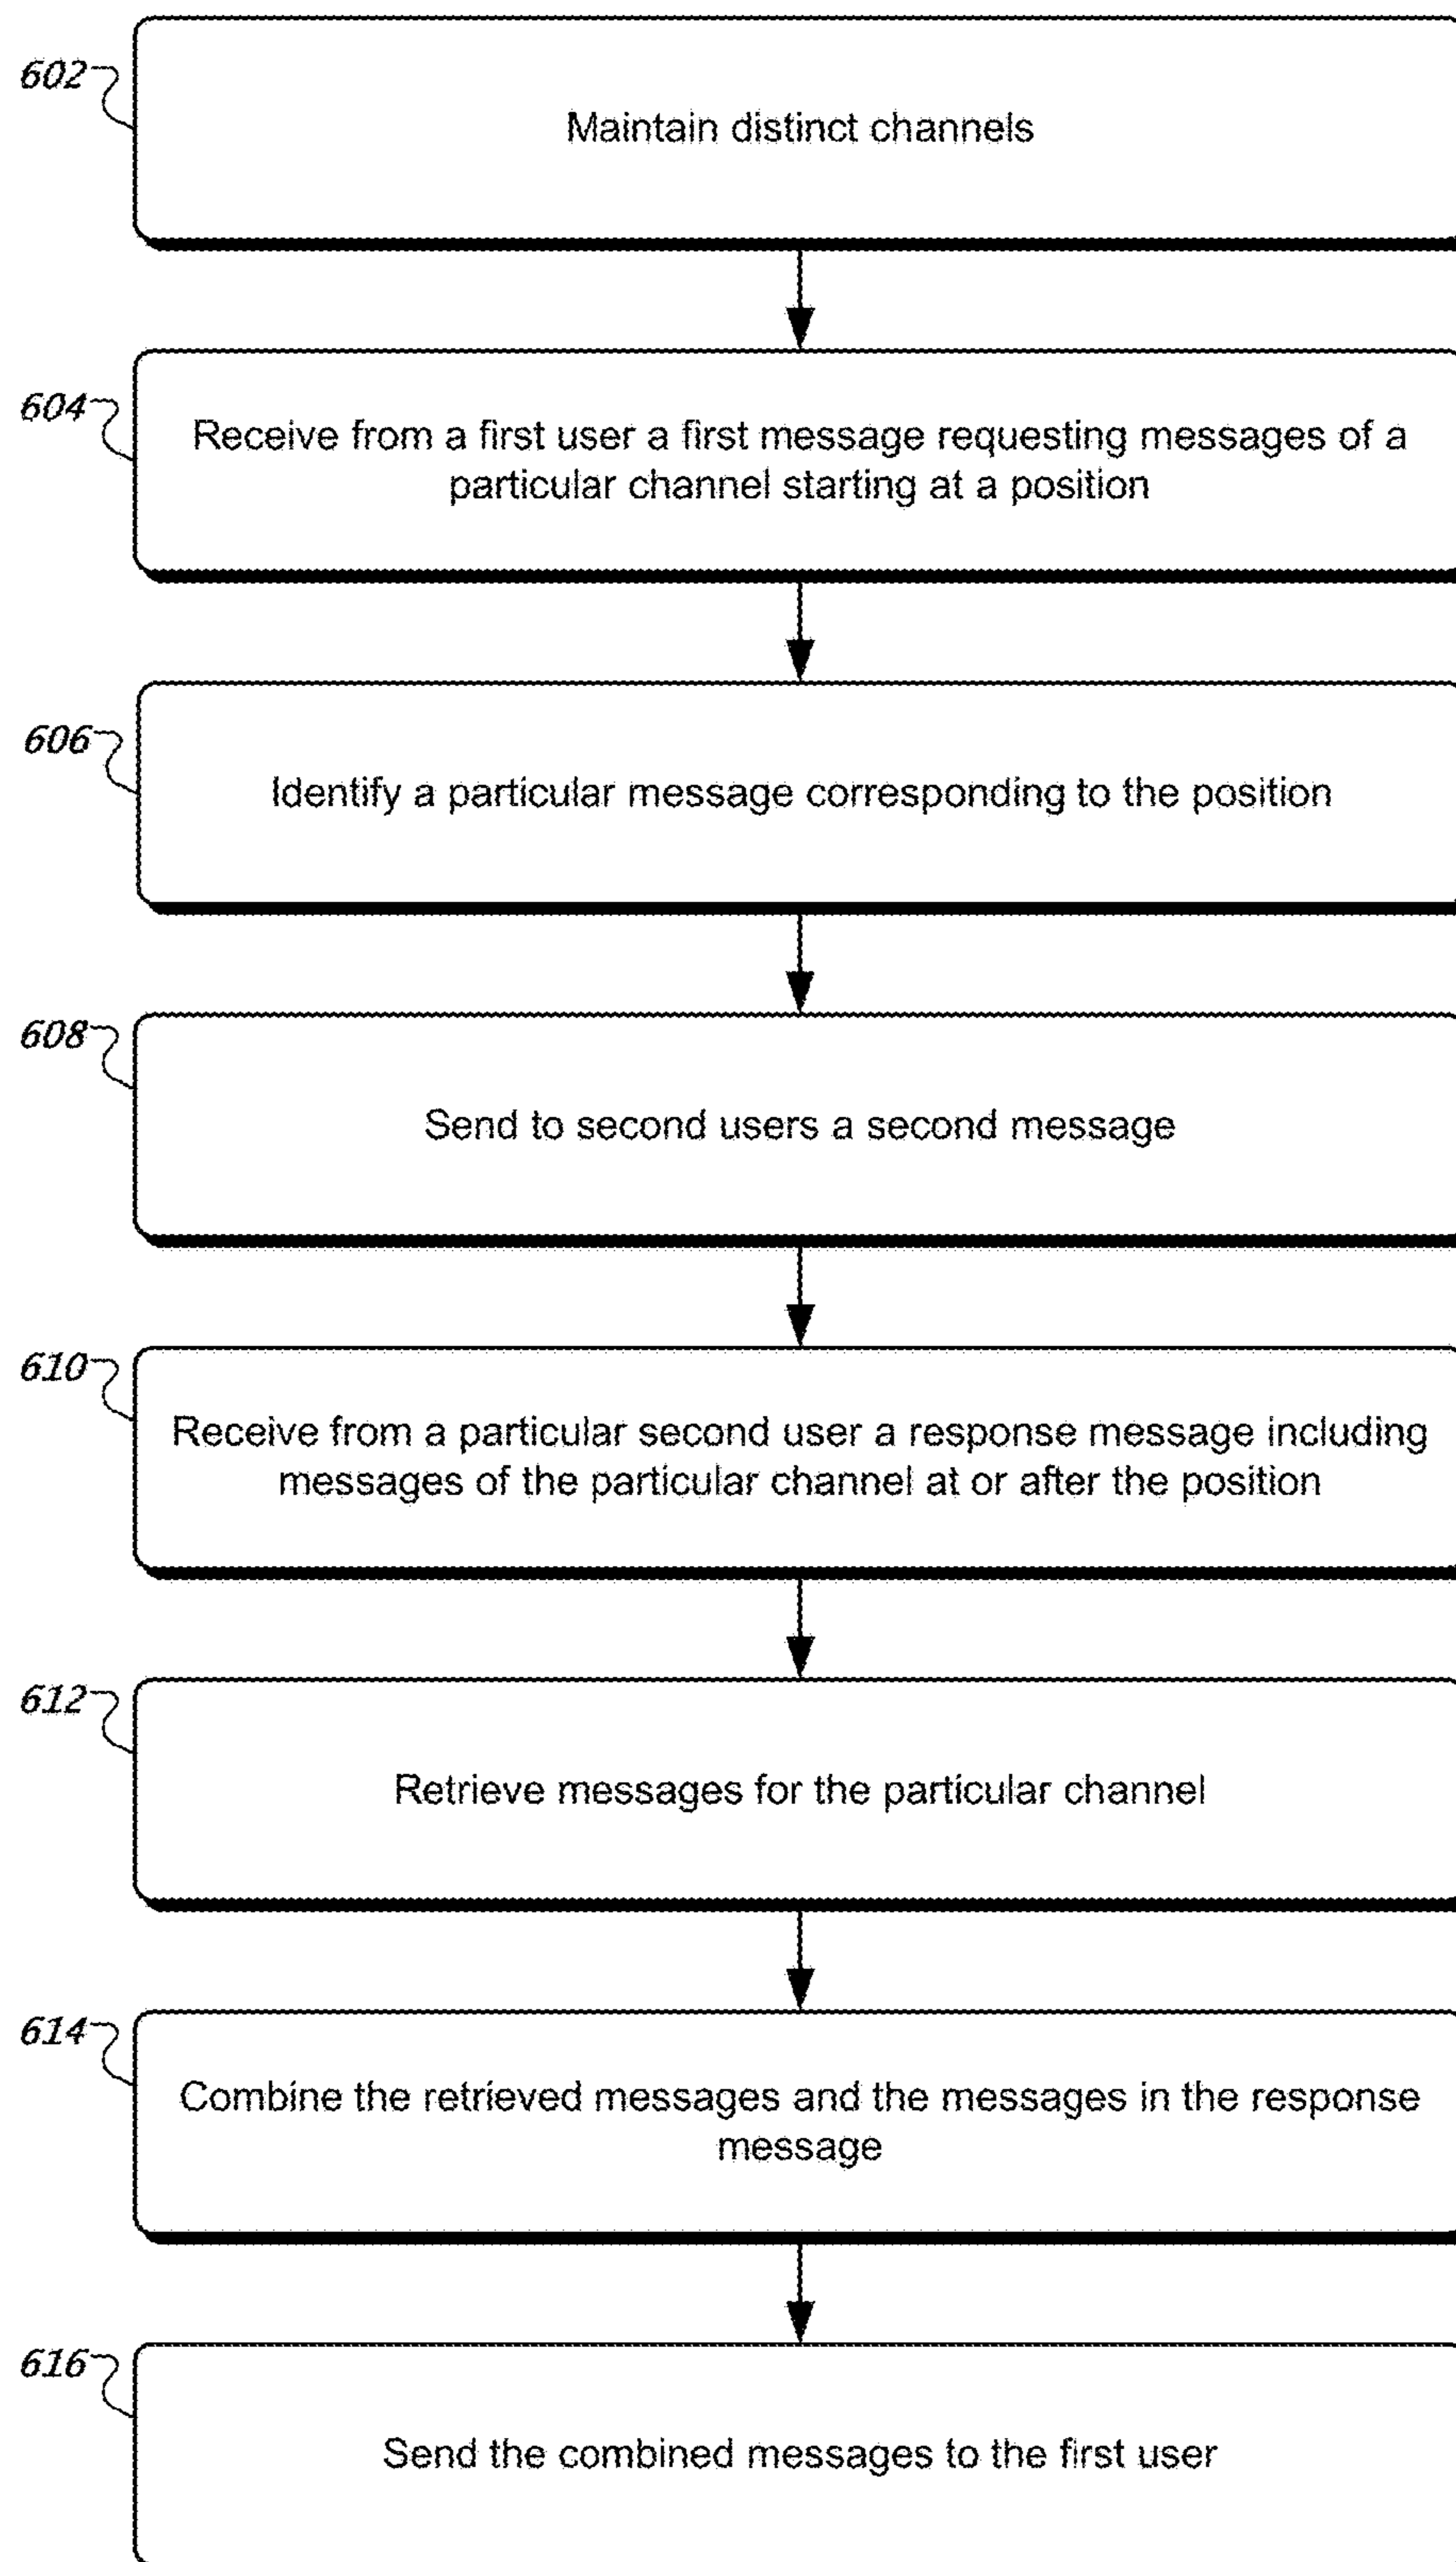 602
Maintain distinct channels
604
Receive from a first user a first message requesting messages of a
particular channel starting at a position
606
Identify a particular message corresponding to the position
608
Send to second users a second message
610
Receive from a particular second user a response message including
messages of the particular channel at or after the position
612
Retrieve messages for the particular channel
614
Combine the retrieved messages and the messages in the response
message
616
Send the combined messages to the first user